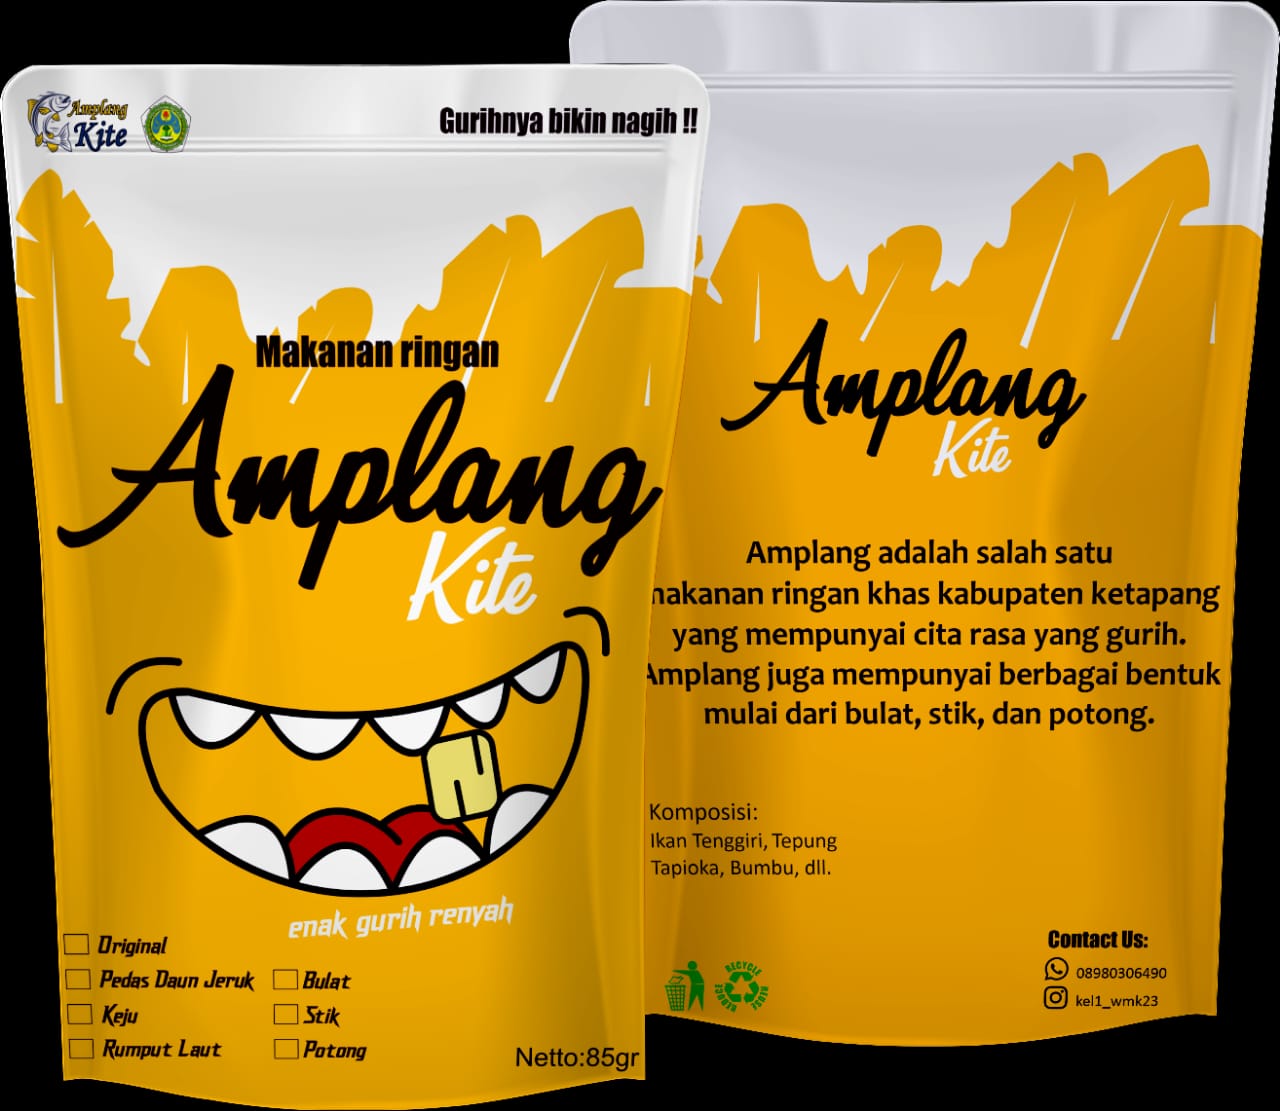 Amplang
Kite
Gurihnya bikin nagih !!
Makanan ringan
Amplang
Kite
enak gurih renyah
Original
Pedas Daun Jeruk
Keju
Rumput Laut
Bulat
Stik
Potong
Netto:85gr
Amplang
Kite
Amplang adalah salah satu
makanan ringan khas kabupaten ketapang
yang mempunyai cita rasa yang gurih.
Amplang juga mempunyai berbagai bentuk
mulai dari bulat, stik, dan potong.
Komposisi:
Ikan Tenggiri, Tepung
Tapioka, Bumbu, dll.
RECYCLE
REUSE
REDUCE
Contact Us:
08980306490
kel1_wmk23